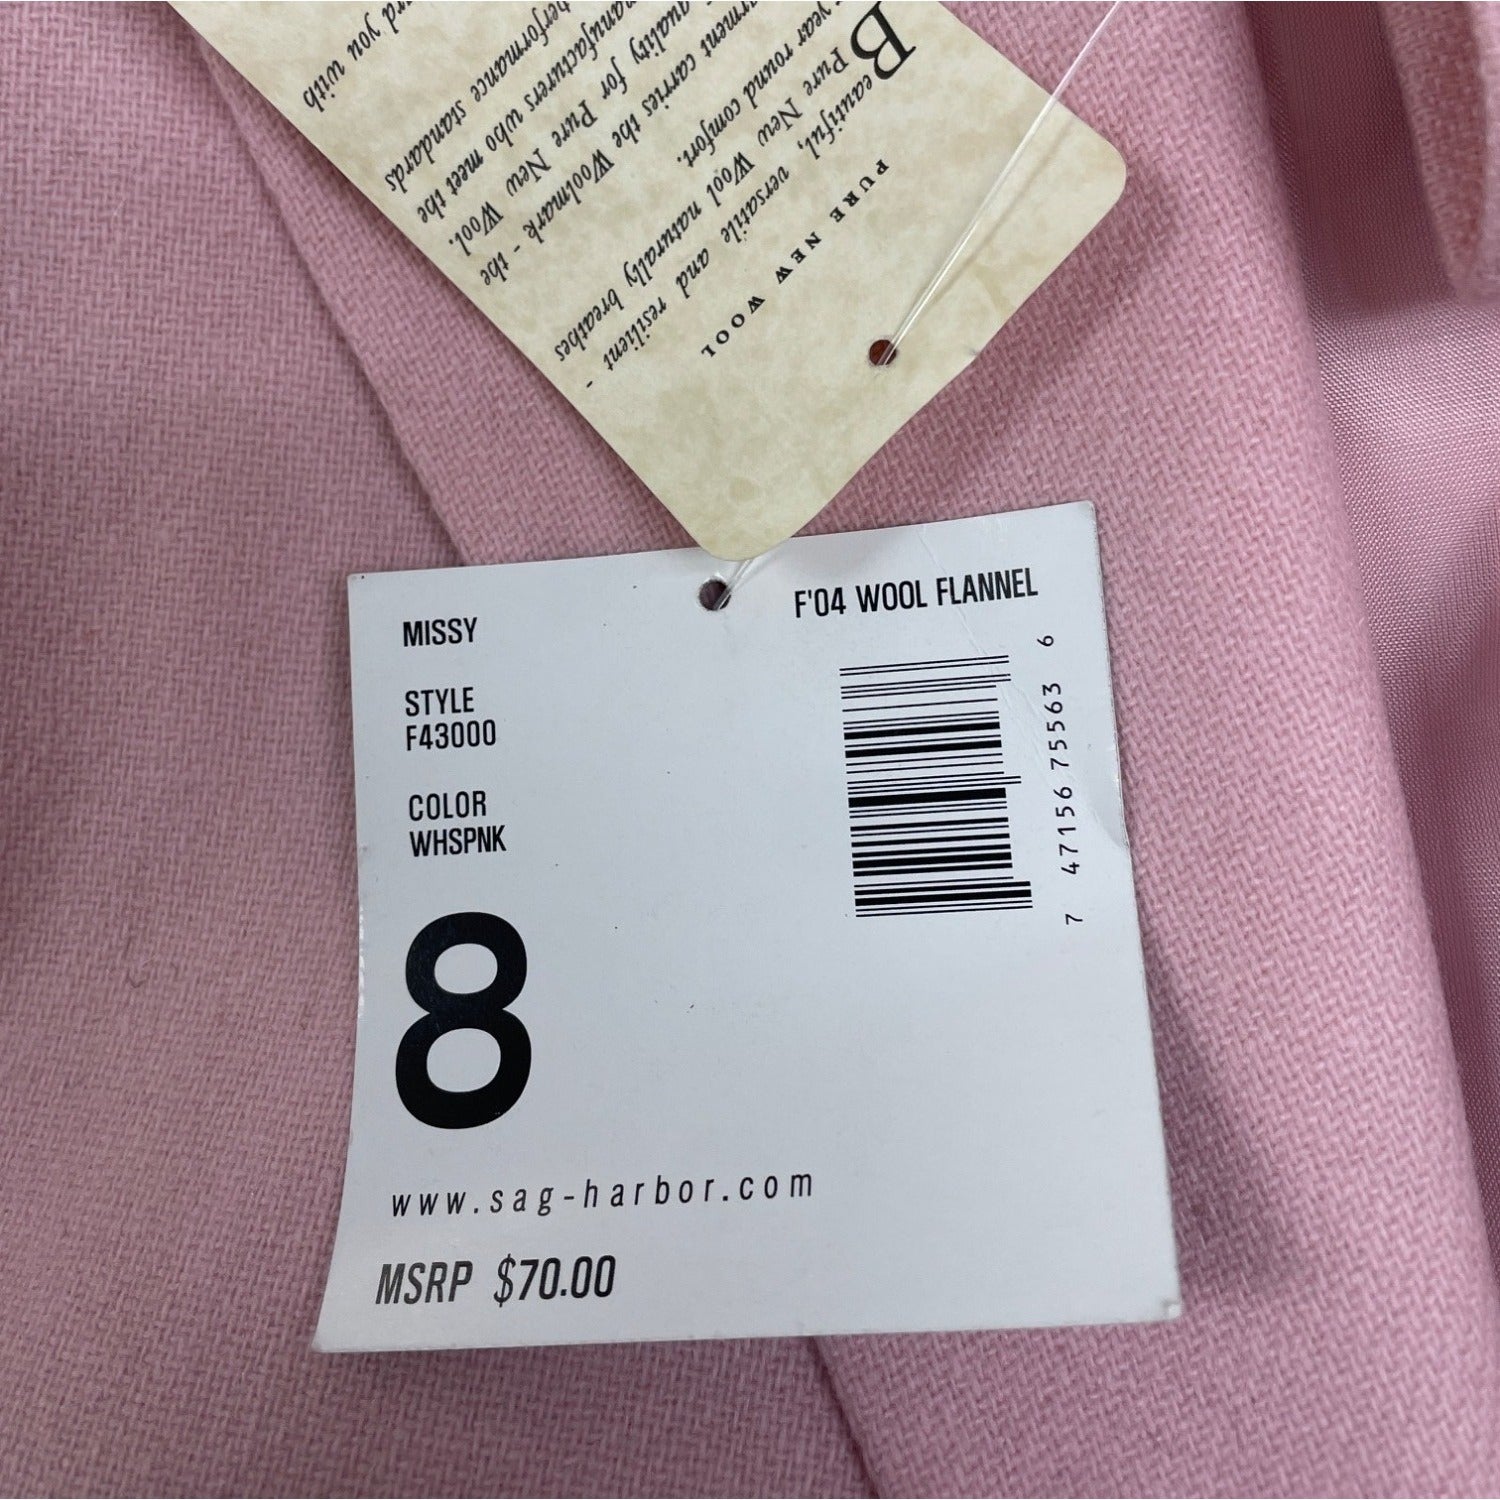 PURE NEW WOOL
Beautiful, versatile and resilient -
Pure New Wool naturally breathes
year round comfort.
garment carries the Woolmark - the
quality for Pure New Wool.
manufacturers who meet the
performance standards
you with
MISSY
F'04 WOOL FLANNEL
STYLE
F43000
COLOR
WHSPNK
8
7 47156 75563 6
www.sag-harbor.com
MSRP $70.00